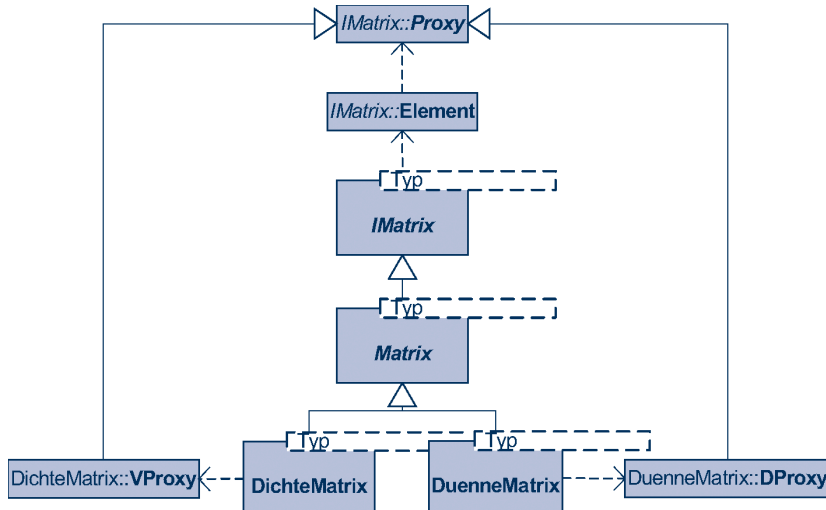 IMatrix::Proxy
IMatrix::Element
Typ
IMatrix
Typ
Matrix
Typ
Typ
DichteMatrix::VProxy
DichteMatrix
DuenneMatrix
DuenneMatrix::DProxy